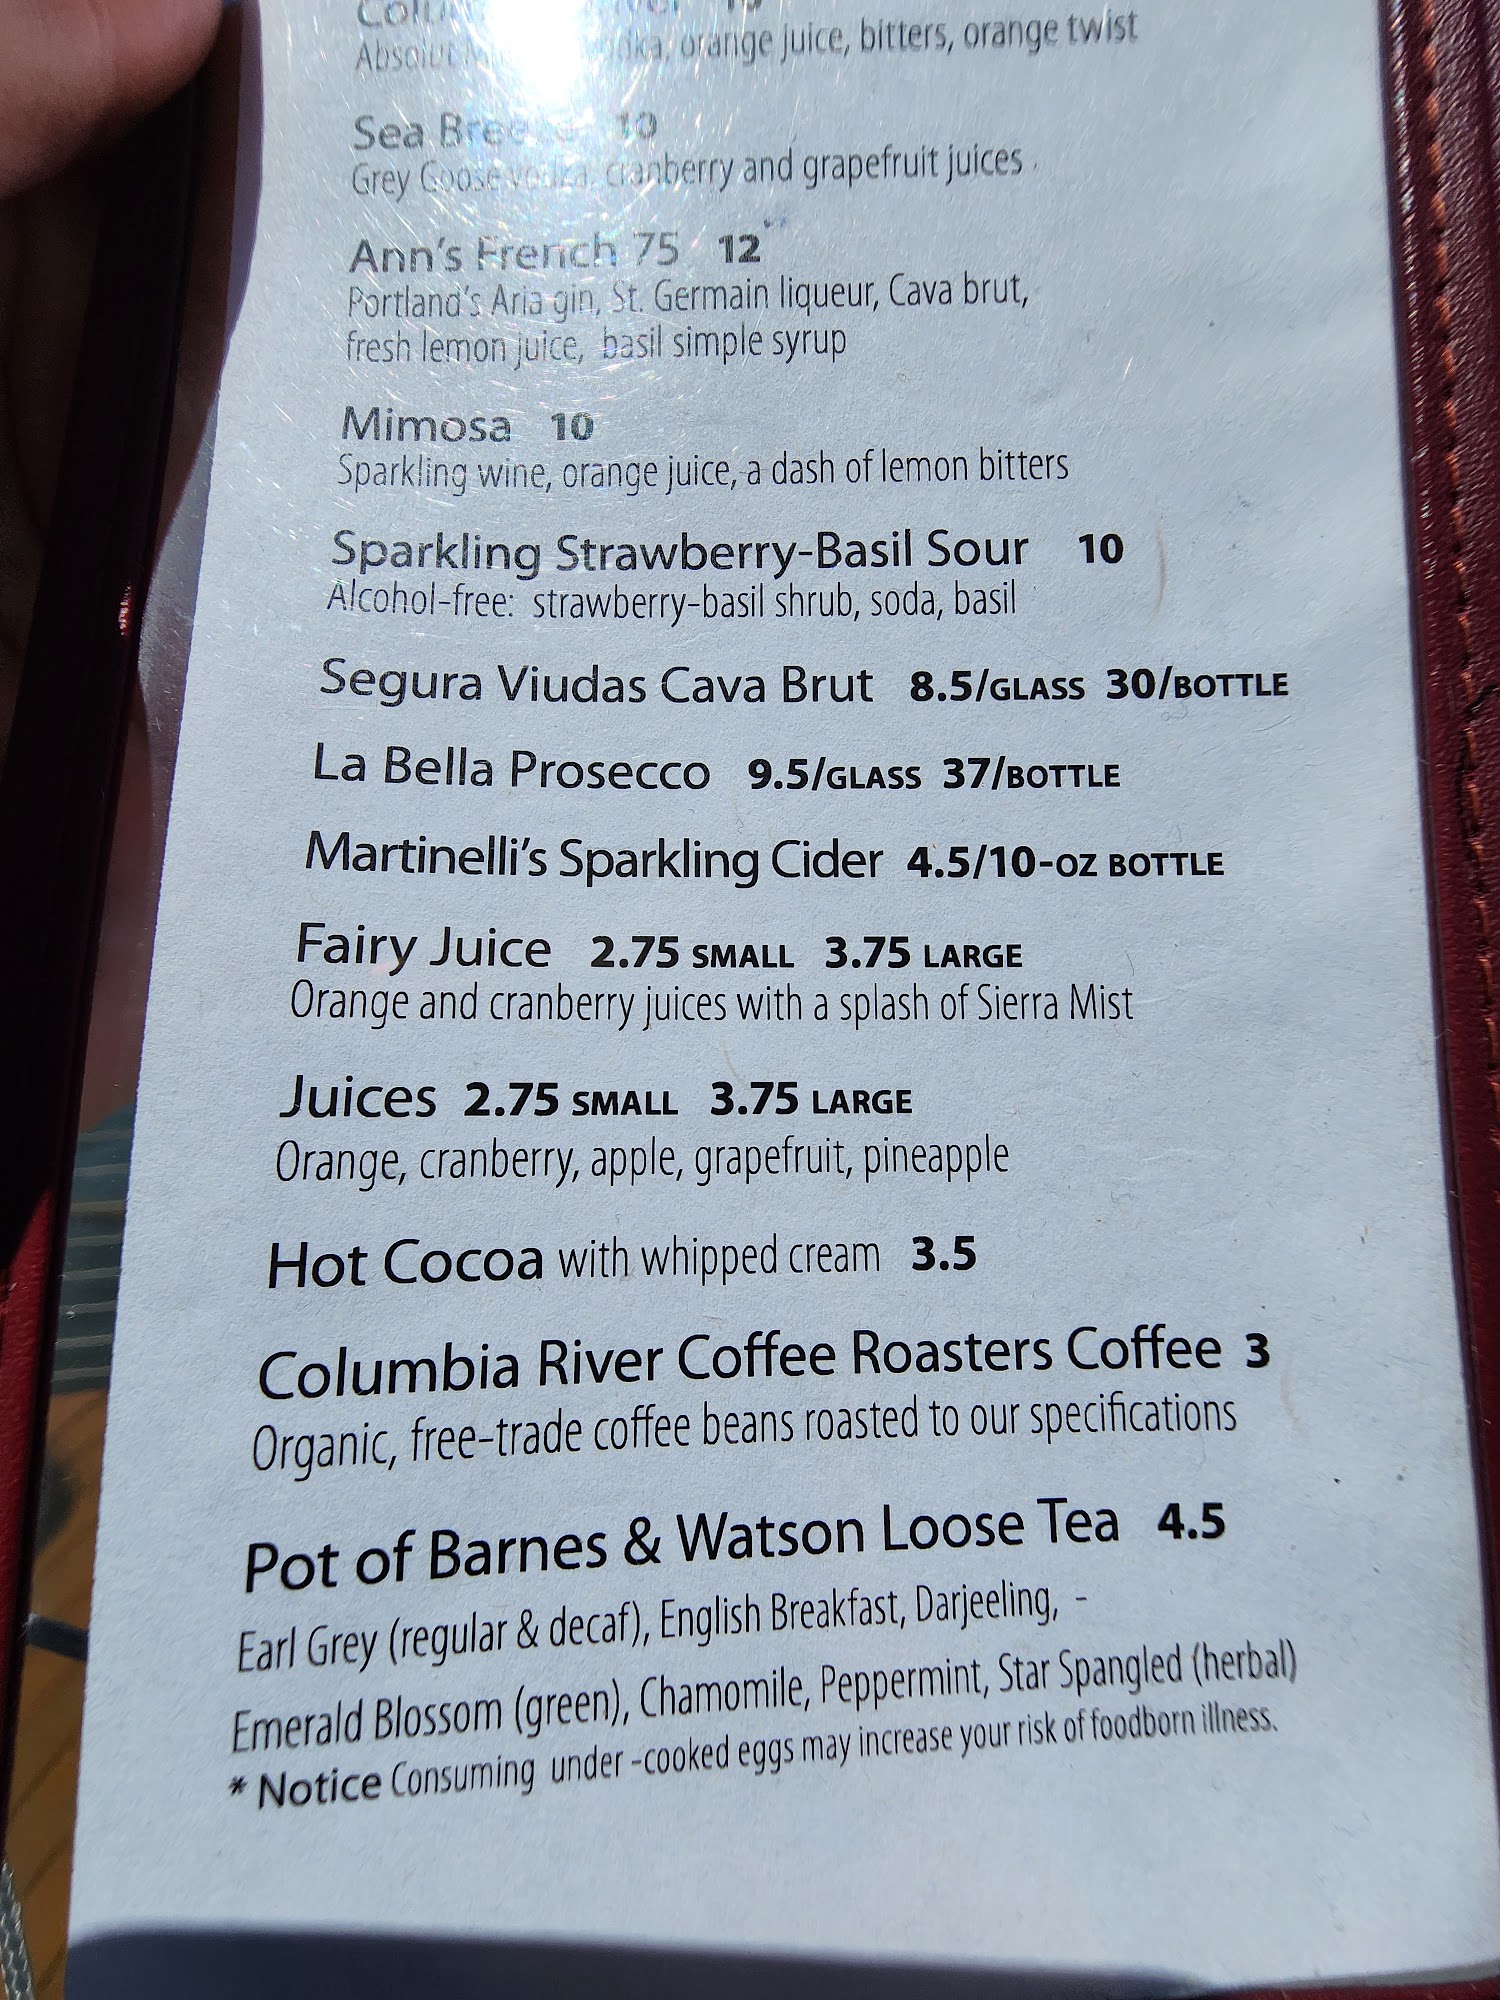 Absolut orange juice, bitters, orange twist
Sea Breeze 10
Grey Goose vodka, cranberry and grapefruit juices
Ann's French 75 12
Portland's Aria gin, St. Germain liqueur, Cava brut,
fresh lemon juice, basil simple syrup
Mimosa 10
Sparkling wine, orange juice, a dash of lemon bitters
Sparkling Strawberry-Basil Sour 10
Alcohol-free: strawberry-basil shrub, soda, basil
Segura Viudas Cava Brut 8.5/GLASS 30/BOTTLE
La Bella Prosecco 9.5/GLASS 37/BOTTLE
Martinelli's Sparkling Cider 4.5/10-OZ BOTTLE
Fairy Juice 2.75 SMALL 3.75 LARGE
Orange and cranberry juices with a splash of Sierra Mist
Juices 2.75 SMALL 3.75 LARGE
Orange, cranberry, apple, grapefruit, pineapple
Hot Cocoa with whipped cream 3.5
Columbia River Coffee Roasters Coffee 3
Organic, free-trade coffee beans roasted to our specifications
Pot of Barnes & Watson Loose Tea 4.5
Earl Grey (regular & decaf), English Breakfast, Darjeeling, -
Emerald Blossom (green), Chamomile, Peppermint, Star Spangled (herbal)
* Notice Consuming under -cooked eggs may increase your risk of foodborn illness.